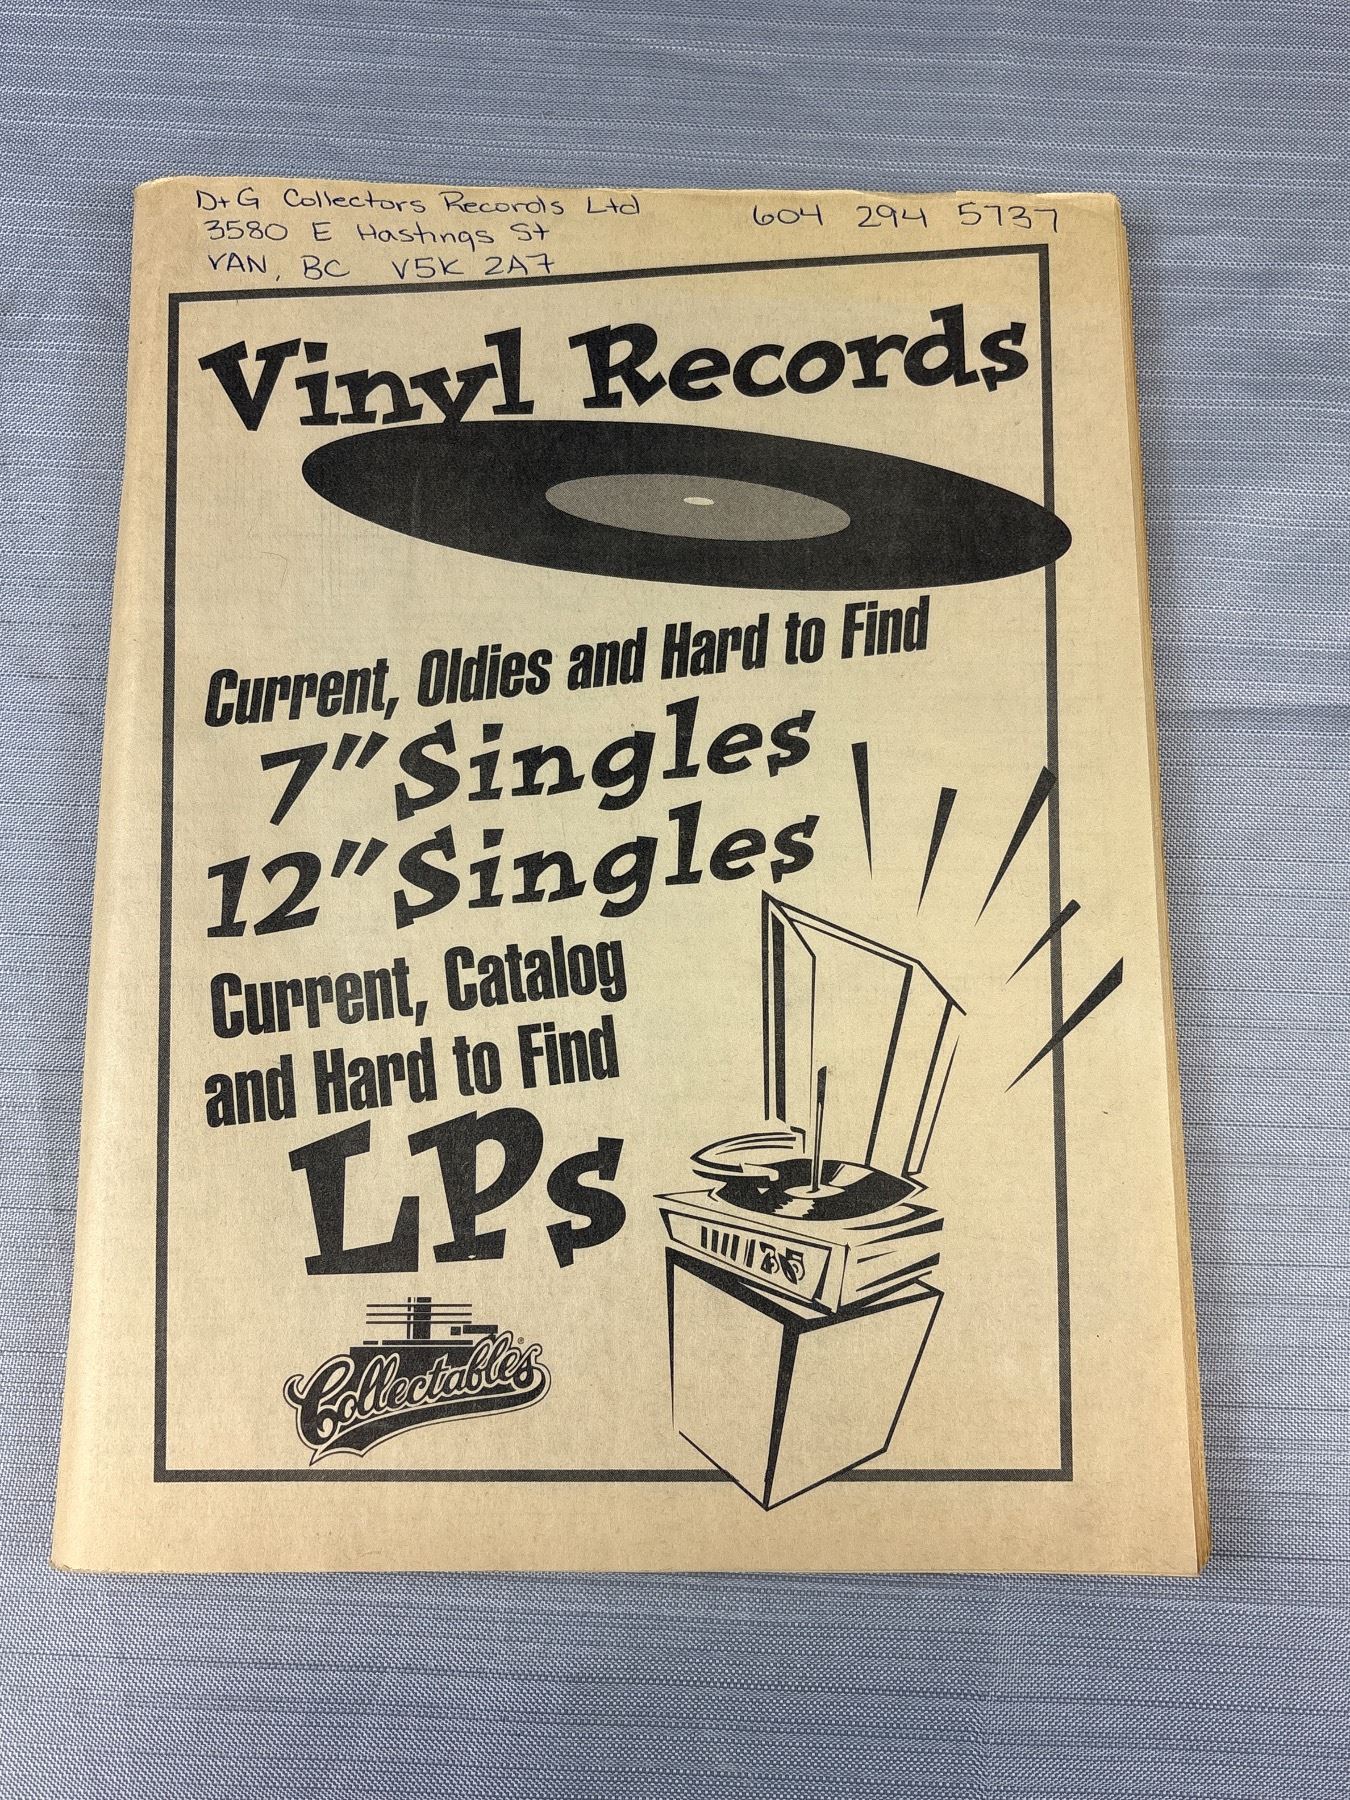 D+G Collectors Records Ltd
604 294 5737
3580 E Hastings St
VAN, BC V5K 2A7
Vinyl Records
Current, Oldies and Hard to Find
7" Singles
12" Singles
Current, Catalog
and Hard to Find
LPs
Collectables®